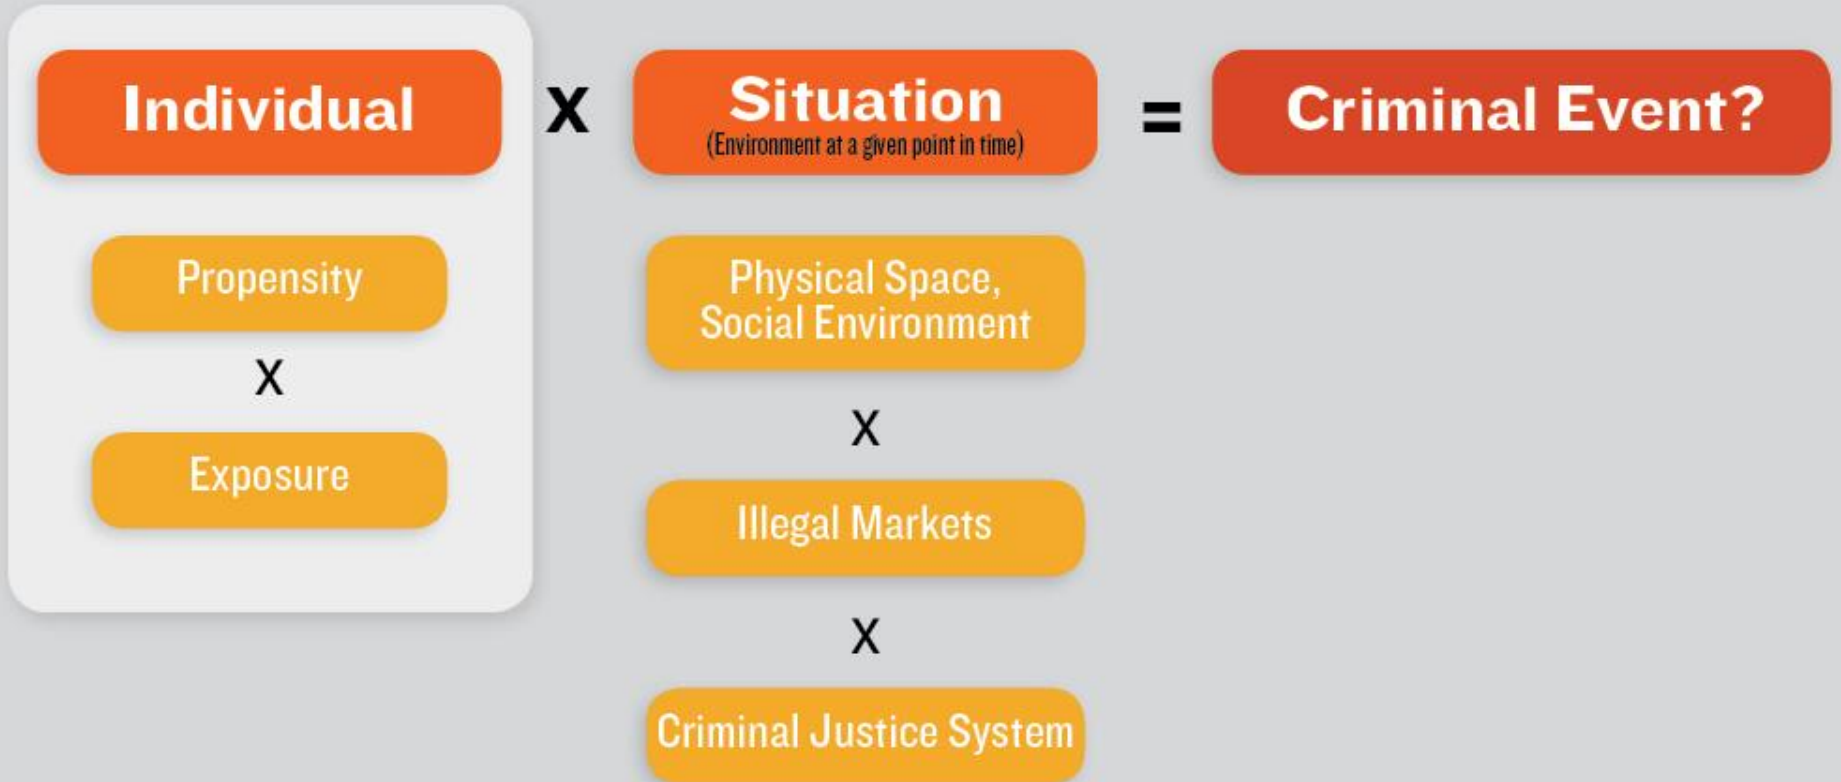 Individual
X
Situation
(Environment at a given point in time)
=
Criminal Event?
Propensity
X
Exposure
Physical Space,
Social Environment
X
Illegal Markets
X
Criminal Justice System